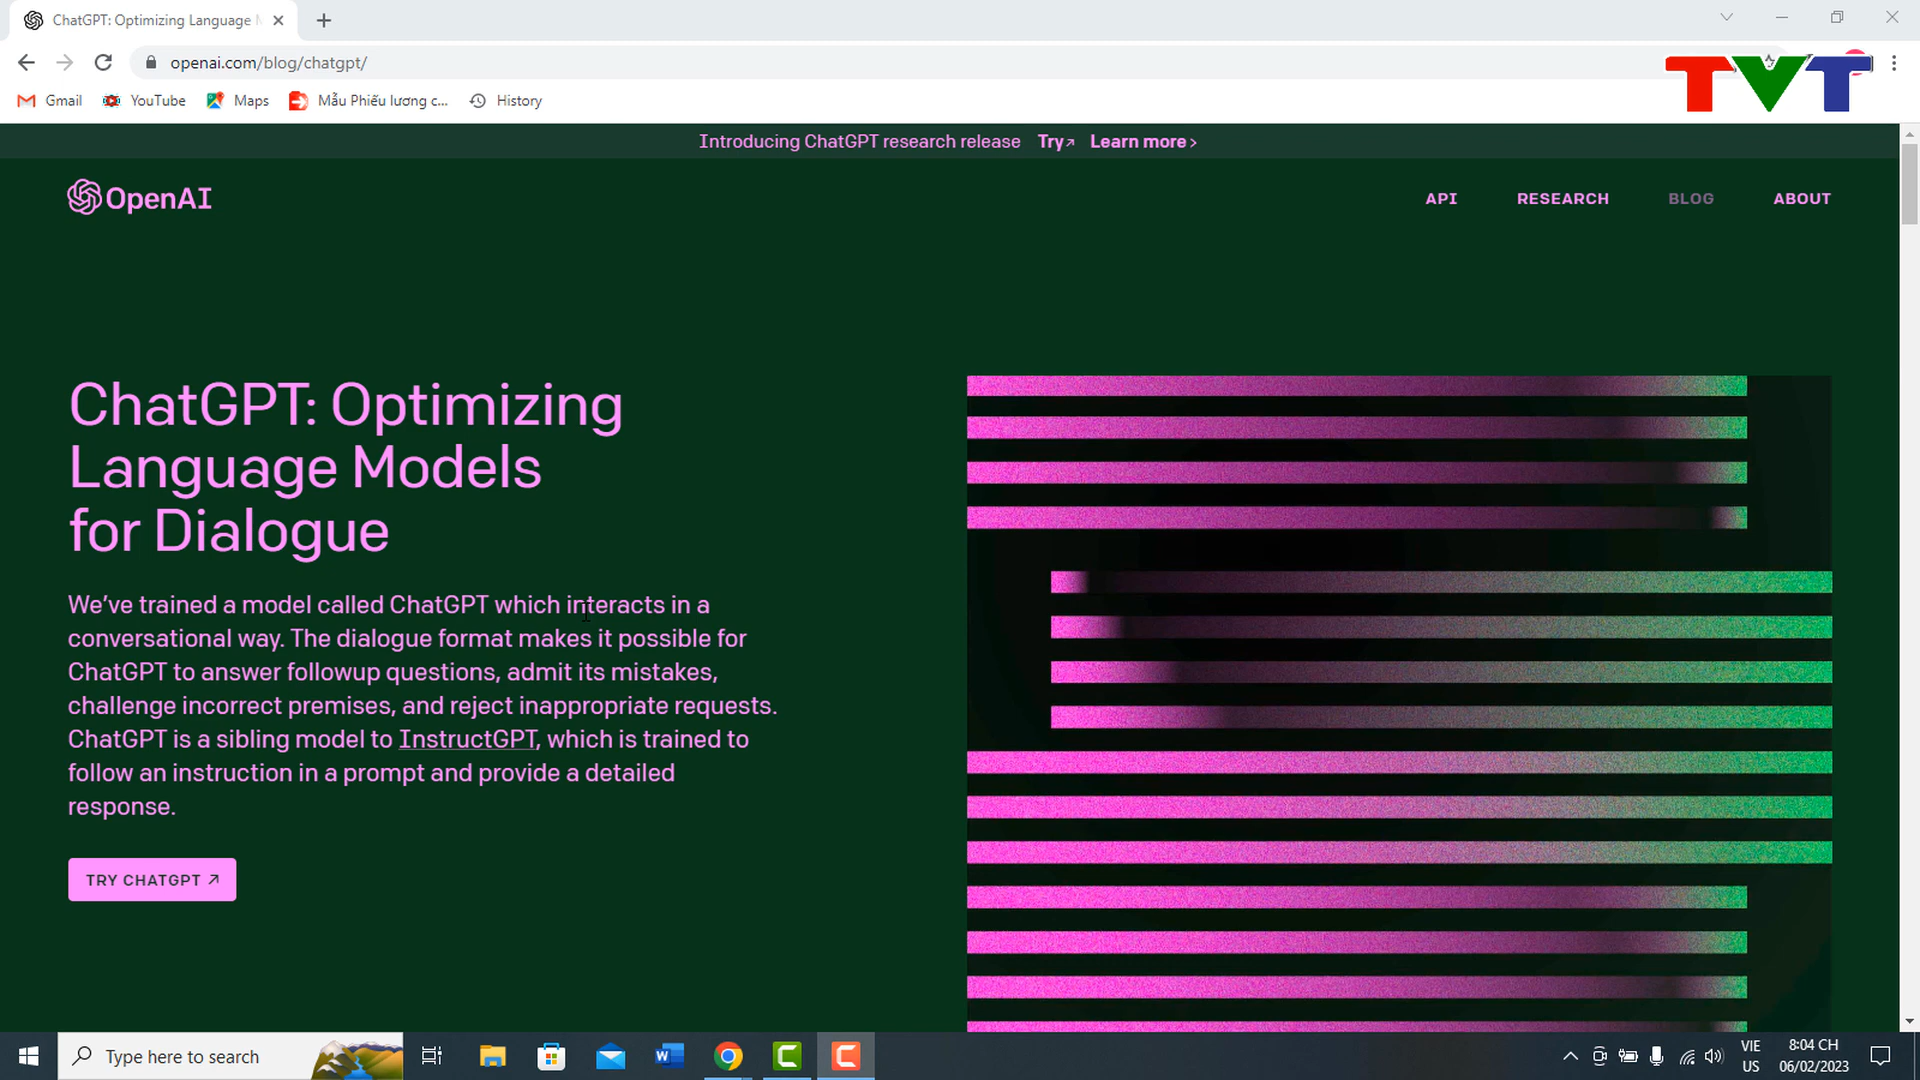 ChatGPT: Optimizing Language
openai.com/blog/chatgpt/
Gmail
YouTube
Maps
Mẫu Phiếu lương c...
History
TVT
Introducing ChatGPT research release Try↗ Learn more ›
OpenAI
API
RESEARCH
BLOG
ABOUT
ChatGPT: Optimizing
Language Models
for Dialogue
We've trained a model called ChatGPT which interacts in a
conversational way. The dialogue format makes it possible for
ChatGPT to answer followup questions, admit its mistakes,
challenge incorrect premises, and reject inappropriate requests.
ChatGPT is a sibling model to InstructGPT, which is trained to
follow an instruction in a prompt and provide a detailed
response.
TRY CHATGPT ↗
Type here to search
VIE
US
8:04 CH
06/02/2023